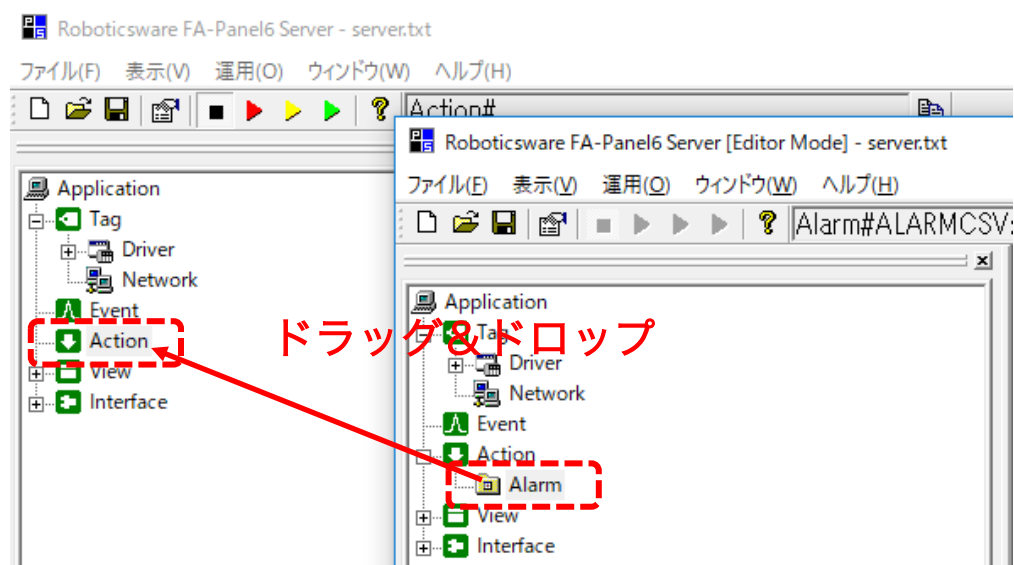 Roboticsware FA-Panel6 Server - server.txt
ファイル(F) 表示(V) 運用(O) ウィンドウ(W) ヘルプ(H)
Action#
Application
Tag
Driver
Network
Event
Action
View
Interface
Roboticsware FA-Panel6 Server [Editor Mode] - server.txt
ファイル(F) 表示(V) 運用(O) ウィンドウ(W) ヘルプ(H)
Alarm#ALARMCSV:
Application
Tag
Driver
Network
Event
Action
Alarm
View
Interface
ドラッグ&ドロップ